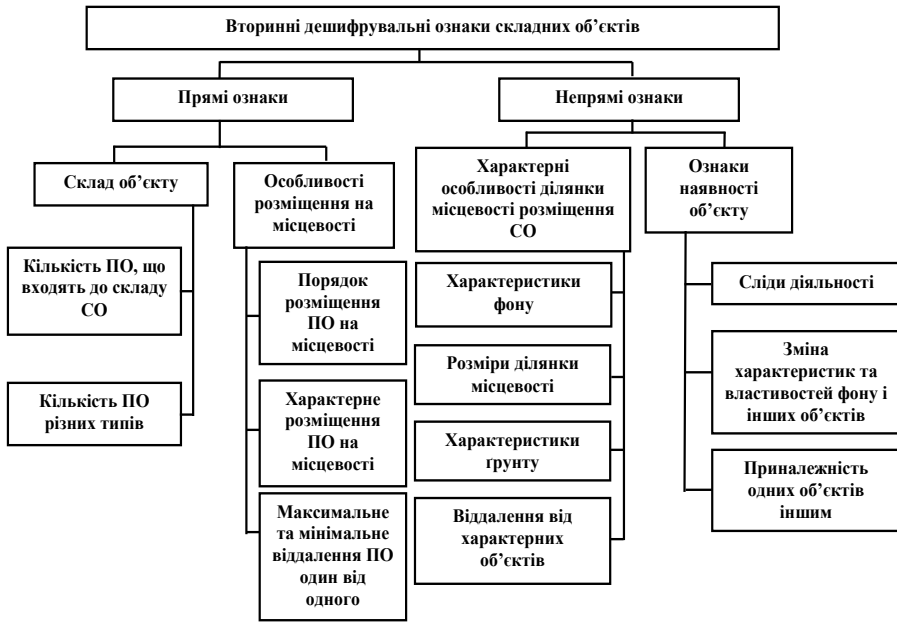 Вторинні дешифрувальні ознаки складних об’єктів
Прямі ознаки
Непрямі ознаки
Склад об’єкту
Особливості
розміщення на
місцевості
Характерні
особливості ділянки
місцевості розміщення
СО
Ознаки
наявності
об’єкту
Кількість ПО, що
входять до складу
СО
Кількість ПО
різних типів
Порядок
розміщення
ПО на
місцевості
Характерне
розміщення
ПО на
місцевості
Максимальне
та мінімальне
віддалення ПО
один від
одного
Характеристики
фону
Розміри ділянки
місцевості
Характеристики
ґрунту
Віддалення від
характерних
об’єктів
Сліди діяльності
Зміна
характеристик та
властивостей фону і
інших об’єктів
Приналежність
одних об’єктів
іншим